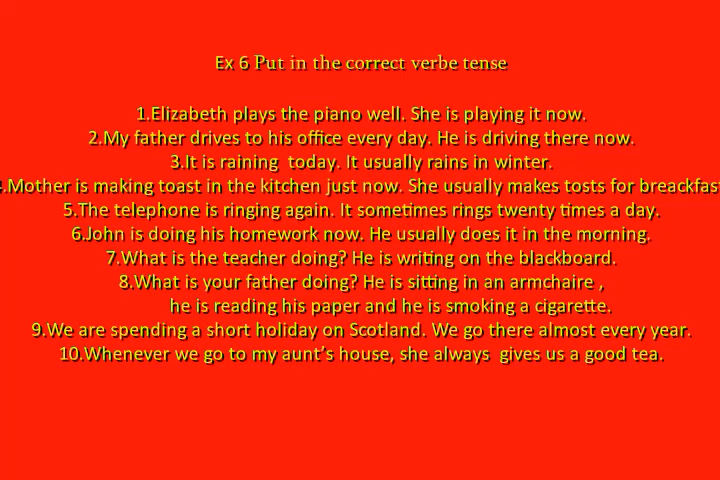 Ex 6 Put in the correct verbe tense
1.Elizabeth plays the piano well. She is playing it now.
2.My father drives to his office every day. He is driving there now.
3.It is raining  today. It usually rains in winter.
4.Mother is making toast in the kitchen just now. She usually makes tosts for breackfast
5.The telephone is ringing again. It sometimes rings twenty times a day.
6.John is doing his homework now. He usually does it in the morning.
7.What is the teacher doing? He is writing on the blackboard.
8.What is your father doing? He is sitting in an armchaire ,
he is reading his paper and he is smoking a cigarette.
9.We are spending a short holiday on Scotland. We go there almost every year.
10.Whenever we go to my aunt’s house, she always  gives us a good tea.